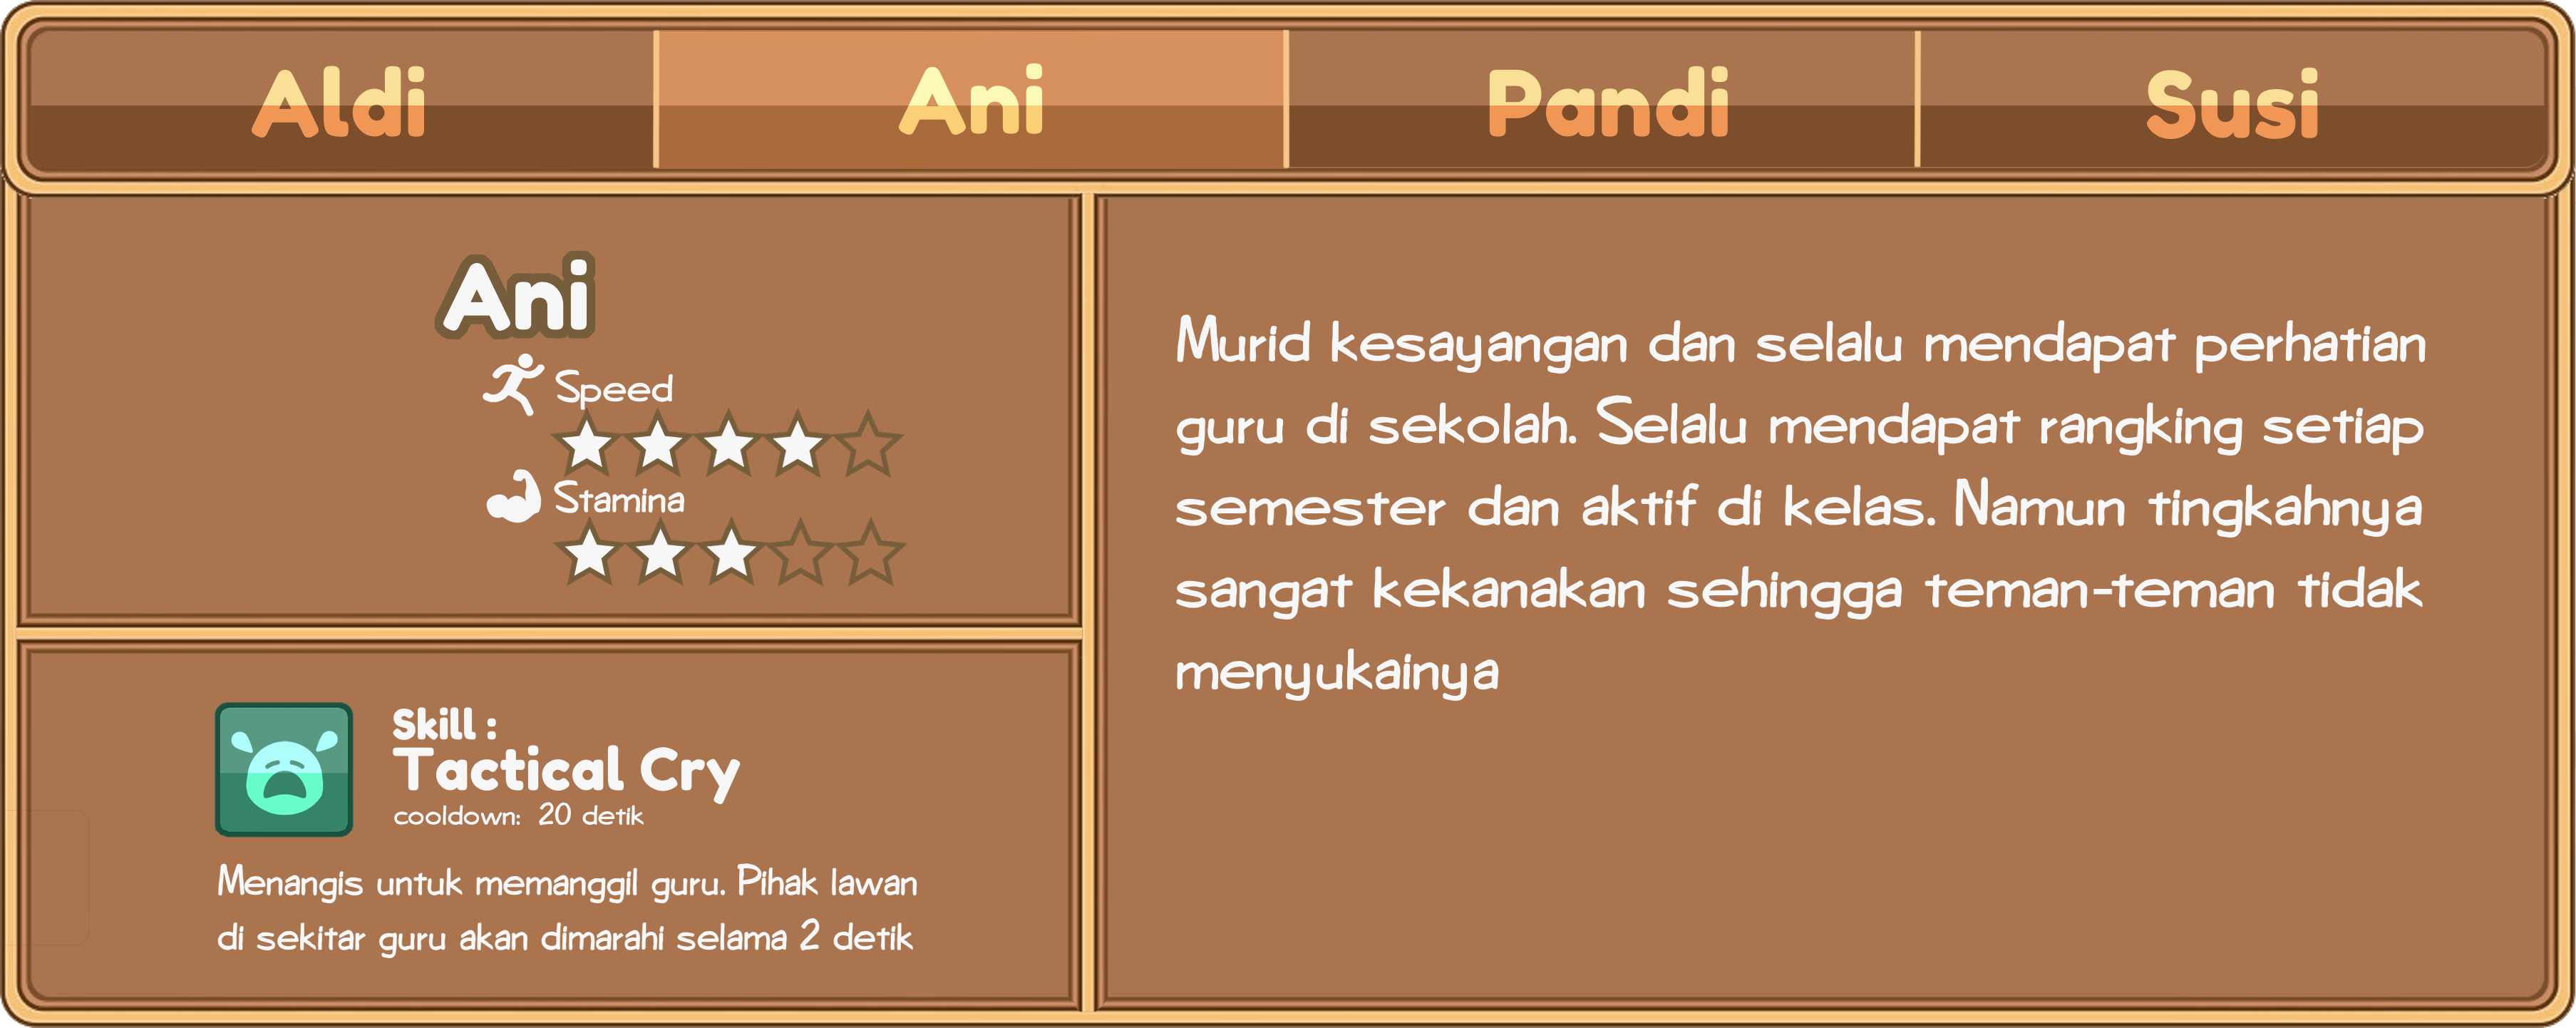 Aldi
Ani
Pandi
Susi
Ani
Speed
Stamina
Skill :
Tactical Cry
cooldown: 20 detik
Menangis untuk memanggil guru. Pihak lawan
di sekitar guru akan dimarahi selama 2 detik
Murid kesayangan dan selalu mendapat perhatian
guru di sekolah. Selalu mendapat rangking setiap
semester dan aktif di kelas. Namun tingkahnya
sangat kekanakan sehingga teman-teman tidak
menyukainya